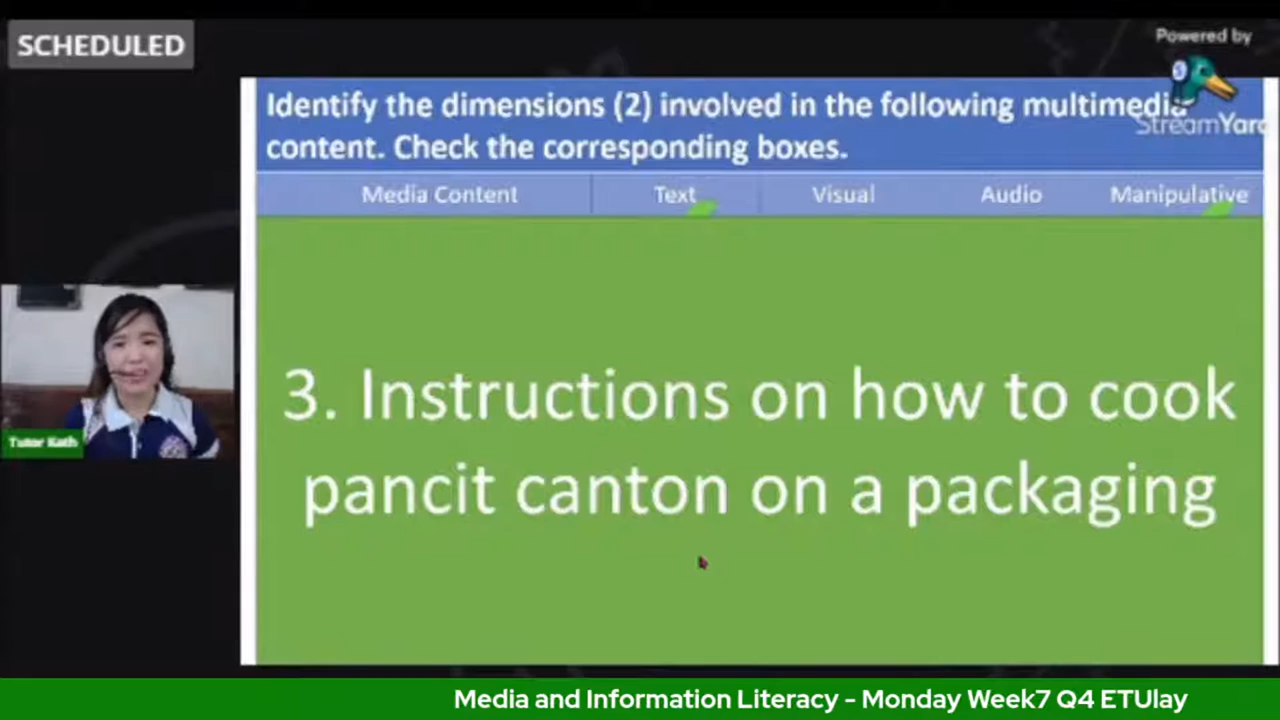 SCHEDULED
Powered by
StreamYard
Identify the dimensions (2) involved in the following multimedia
content. Check the corresponding boxes.
Media Content Text Visual Audio Manipulative
3. Instructions on how to cook
pancit canton on a packaging
Tutor Kath
Media and Information Literacy - Monday Week7 Q4 ETUlay